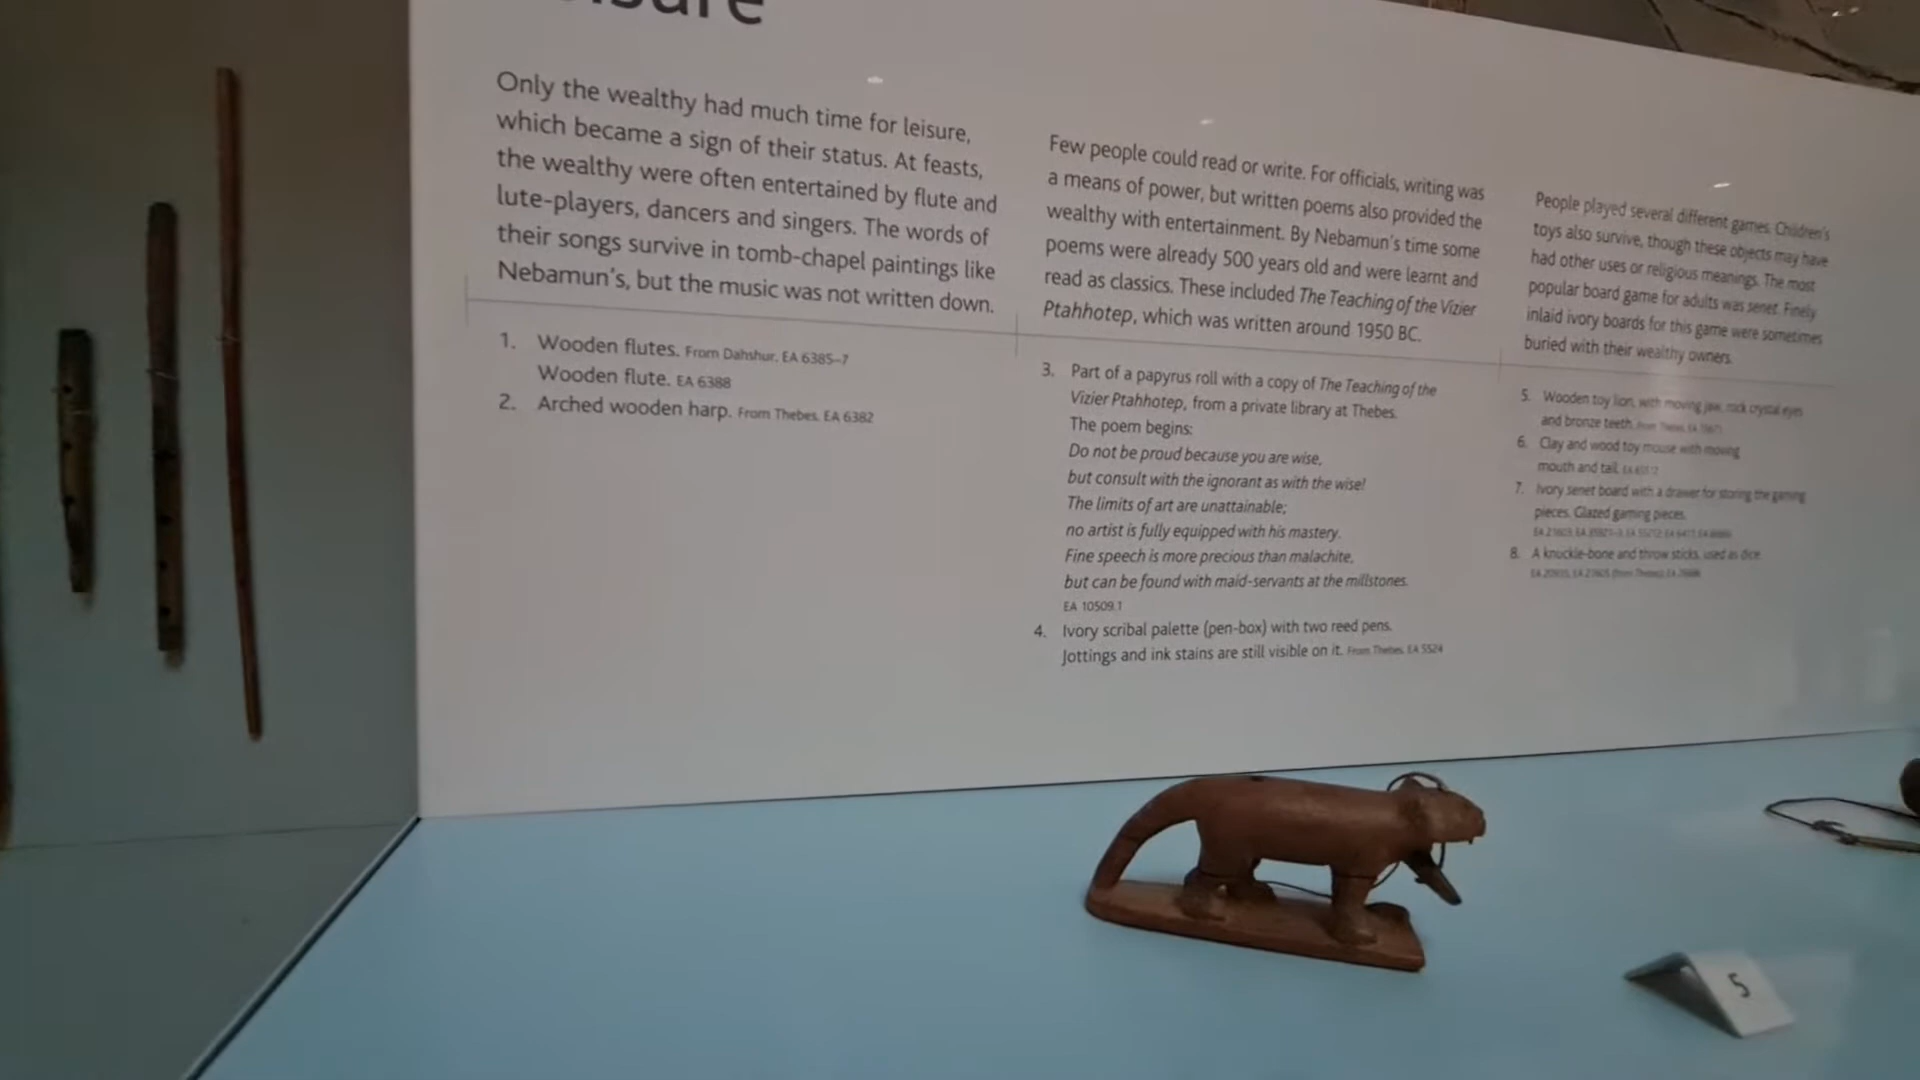 Only the wealthy had much time for leisure,
which became a sign of their status. At feasts,
the wealthy were often entertained by flute and
lute-players, dancers and singers. The words of
their songs survive in tomb-chapel paintings like
Nebamun's, but the music was not written down.
1. Wooden flutes. From Dahshur. EA 6385–7
Wooden flute. EA 6388
2. Arched wooden harp. From Thebes. EA 6382
Few people could read or write. For officials, writing was
a means of power, but written poems also provided the
wealthy with entertainment. By Nebamun's time some
poems were already 500 years old and were learnt and
read as classics. These included The Teaching of the Vizier
Ptahhotep, which was written around 1950 BC.
3. Part of a papyrus roll with a copy of The Teaching of the
Vizier Ptahhotep, from a private library at Thebes.
The poem begins:
Do not be proud because you are wise,
but consult with the ignorant as with the wise!
The limits of art are unattainable;
no artist is fully equipped with his mastery.
Fine speech is more precious than malachite,
but can be found with maid-servants at the millstones.
EA 10509.1
4. Ivory scribal palette (pen-box) with two reed pens.
Jottings and ink stains are still visible on it. From Thebes. EA 5524
People played several different games. Children's
toys also survive, though these objects may have
had other uses or religious meanings. The most
popular board game for adults was senet. Finely
inlaid ivory boards for this game were sometimes
buried with their wealthy owners.
5. Wooden toy lion, with moving jaw, rock crystal eyes
and bronze teeth.
6. Clay and wood toy mouse with moving
mouth and tail.
7. Ivory senet board with a drawer for storing the gaming
pieces. Glazed gaming pieces.
8. A knuckle-bone and throw sticks, used as dice.
5